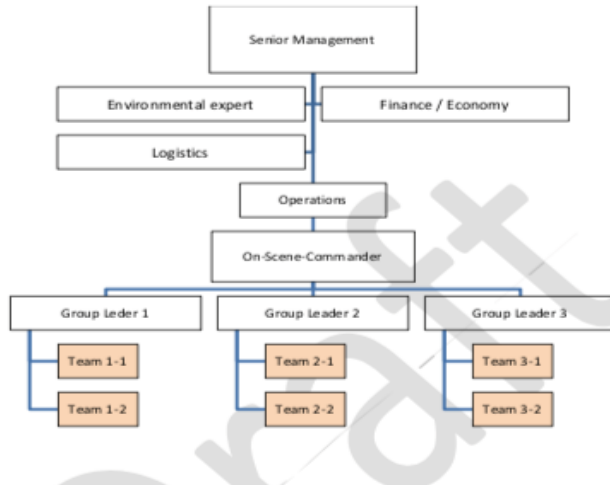 Senior Management
Environmental expert
Finance / Economy
Logistics
Operations
On-Scene-Commander
Group Leder 1
Group Leader 2
Group Leader 3
Team 1-1
Team 2-1
Team 3-1
Team 1-2
Team 2-2
Team 3-2
Draft